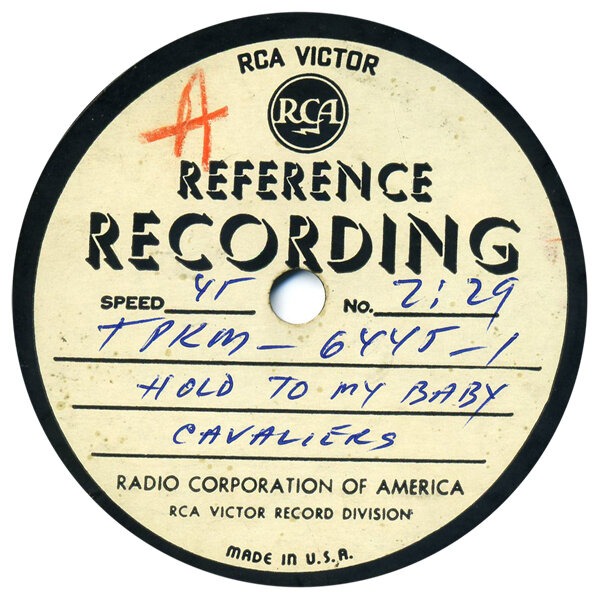 RCA VICTOR
RCA
A
REFERENCE
RECORDING
SPEED 45 NO. 2:29
TPKM-6445-1
HOLD TO MY BABY
CAVALIERS
RADIO CORPORATION OF AMERICA
RCA VICTOR RECORD DIVISION
MADE IN U.S.A.